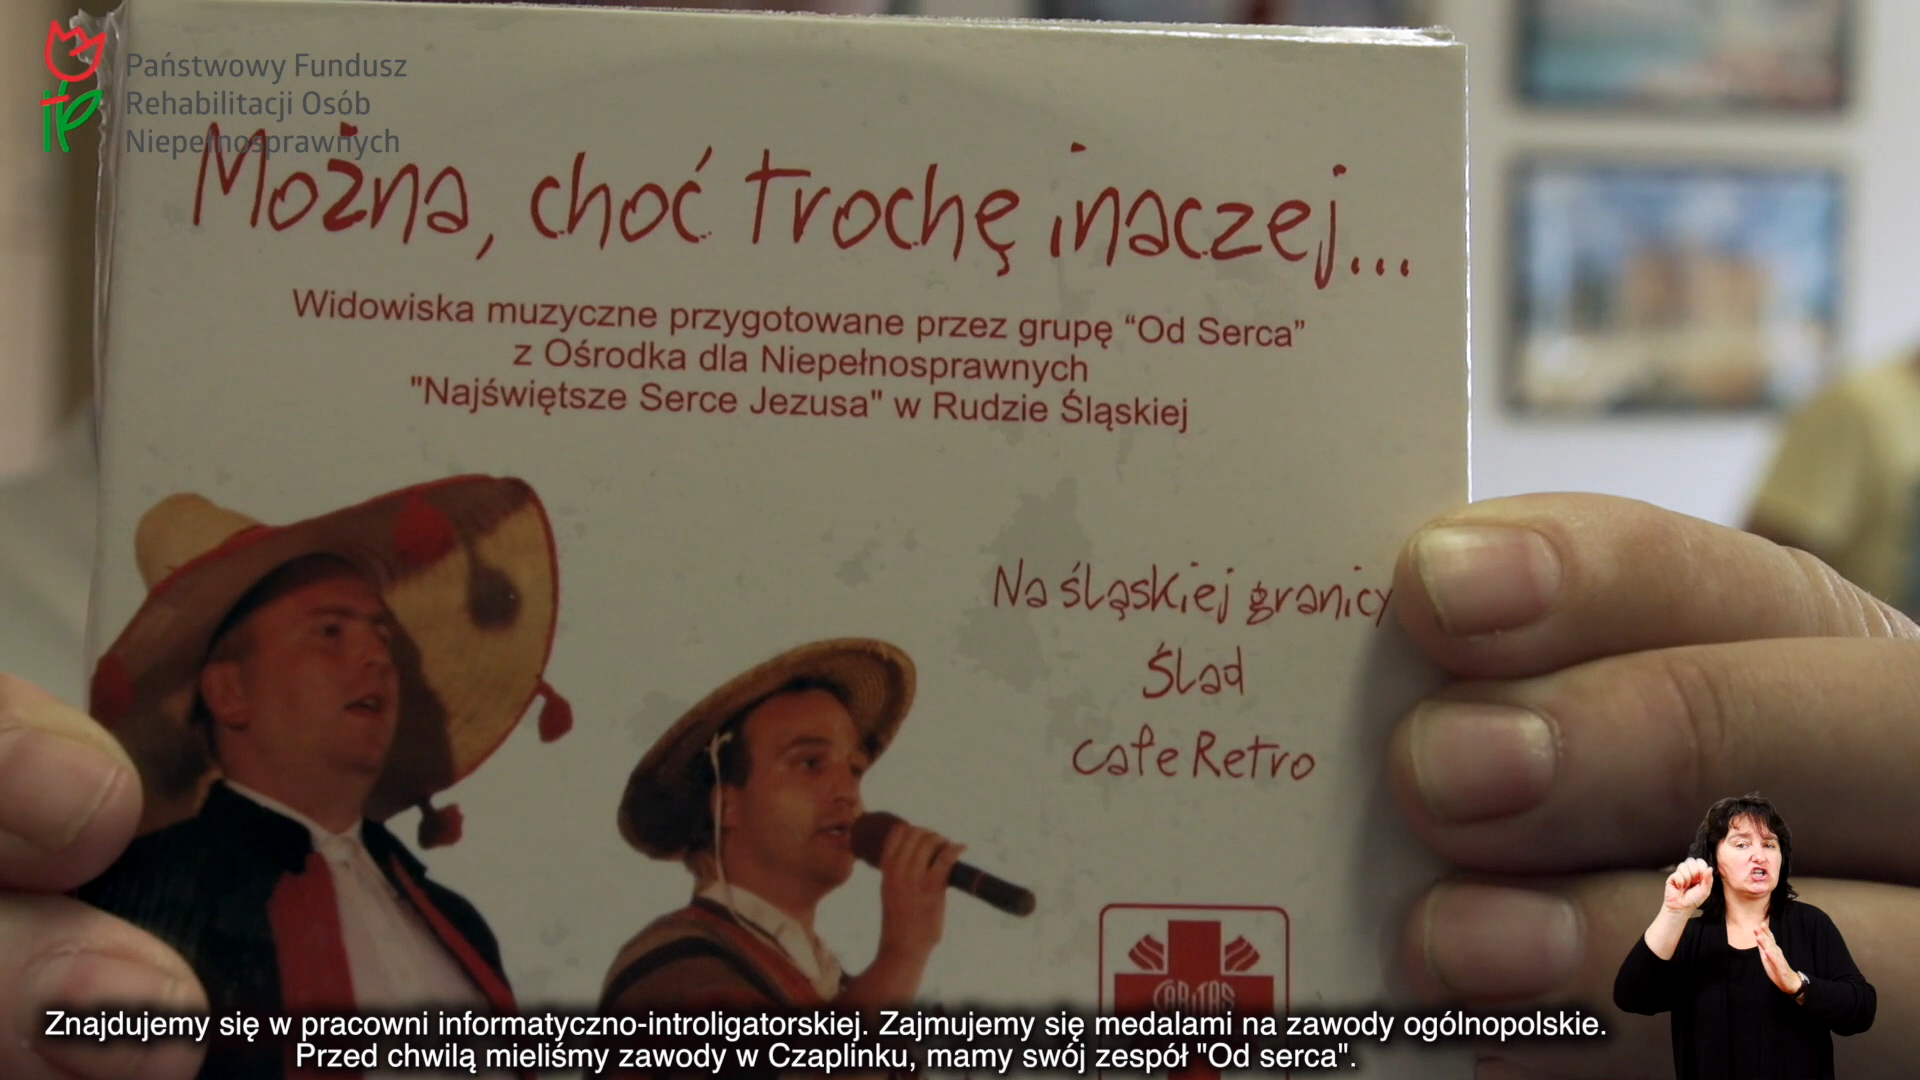 Państwowy Fundusz
Rehabilitacji Osób
Niepełnosprawnych
Można, choć trochę inaczej...
Widowiska muzyczne przygotowane przez grupę “Od Serca”
z Ośrodka dla Niepełnosprawnych
"Najświętsze Serce Jezusa" w Rudzie Śląskiej
Na śląskiej granicy
Ślad
Cafe Retro
CARITAS
Znajdujemy się w pracowni informatyczno-introligatorskiej. Zajmujemy się medalami na zawody ogólnopolskie.
Przed chwilą mieliśmy zawody w Czaplinku, mamy swój zespół "Od serca".